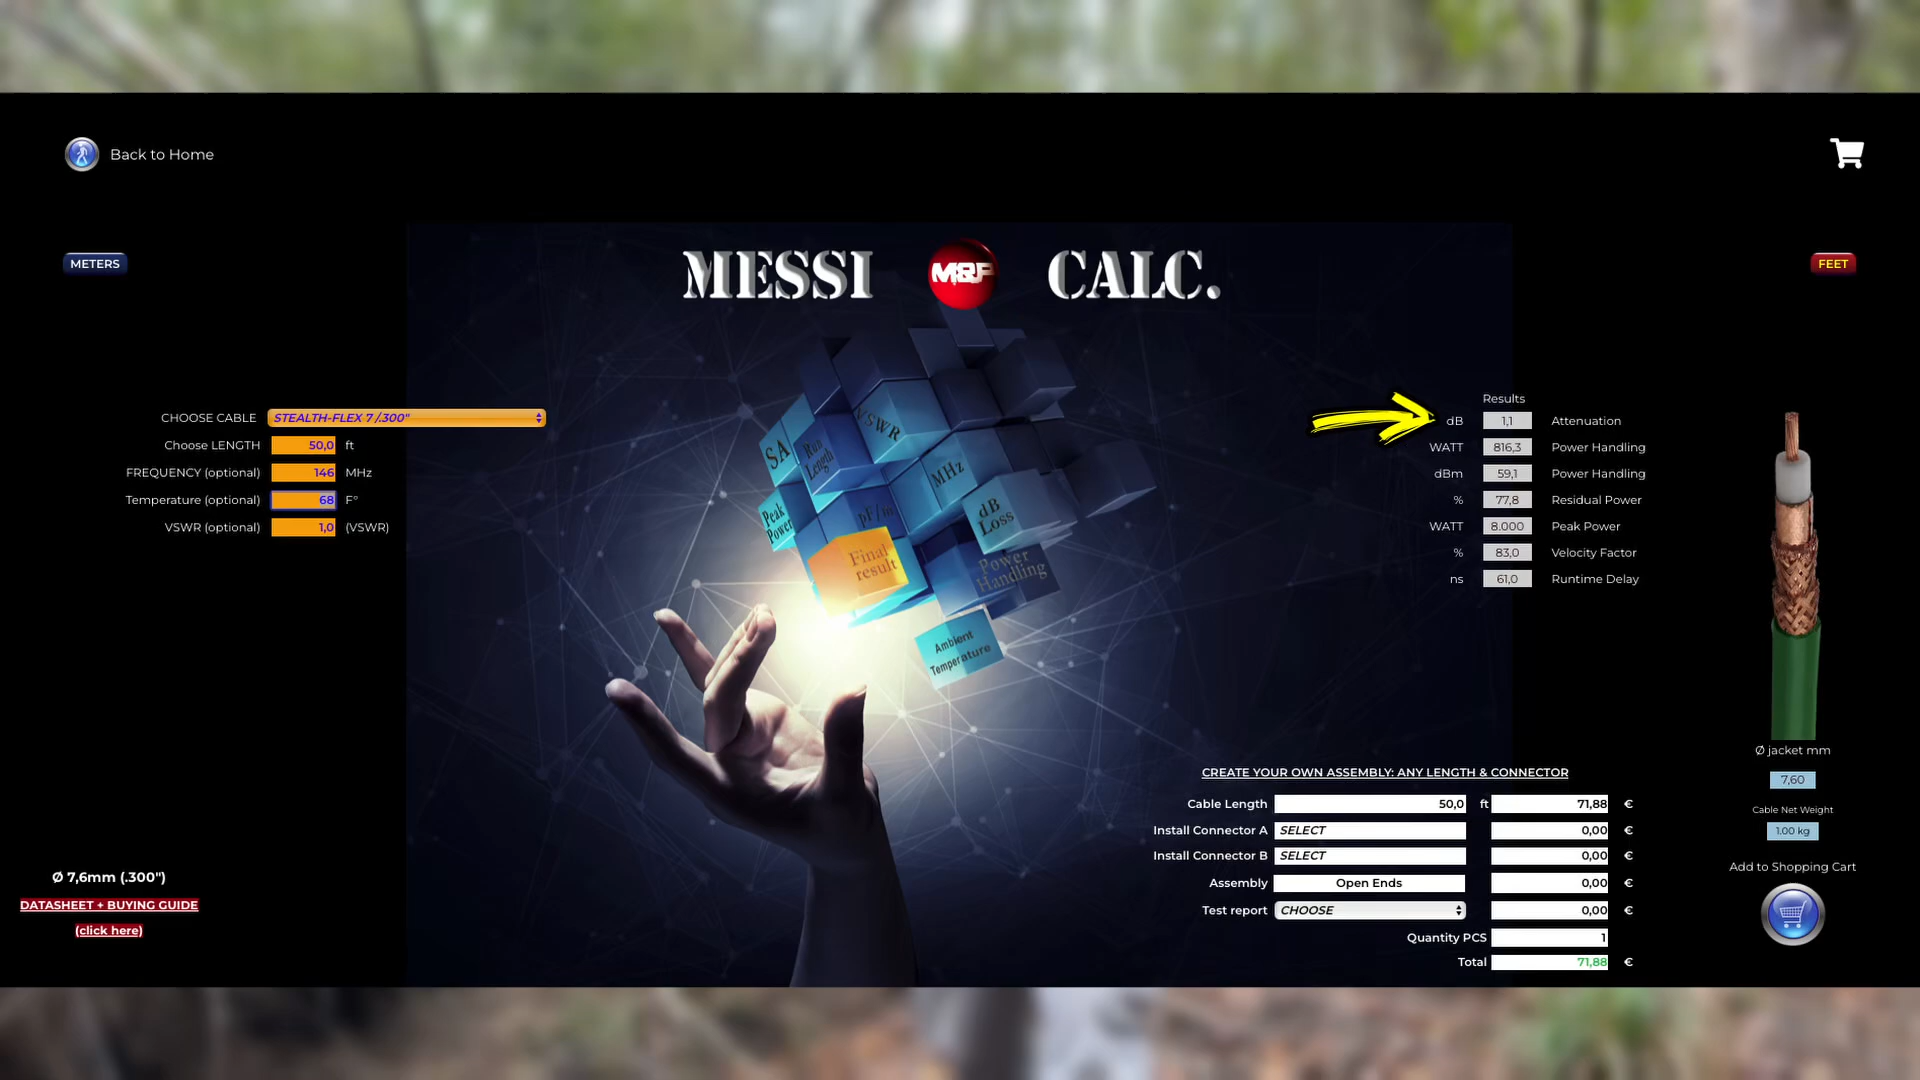 Back to Home
METERS
MESSI M&P CALC.
FEET
CHOOSE CABLE STEALTH-FLEX 7 /.300"
Choose LENGTH 50,0 ft
FREQUENCY (optional) 146 MHz
Temperature (optional) 68 F°
VSWR (optional) 1,0 (VSWR)
SA
Run Length
VSWR
MHz
Peak Power
pF/in
dB Loss
Final result
Power Handling
Ambient Temperature
Results
dB 1,1 Attenuation
WATT 816,3 Power Handling
dBm 59,1 Power Handling
% 77,8 Residual Power
WATT 8.000 Peak Power
% 83,0 Velocity Factor
ns 61,0 Runtime Delay
Ø jacket mm
7,60
Cable Net Weight
1.00 kg
Add to Shopping Cart
CREATE YOUR OWN ASSEMBLY: ANY LENGTH & CONNECTOR
Cable Length 50,0 ft 71,88 €
Install Connector A SELECT 0,00 €
Install Connector B SELECT 0,00 €
Assembly Open Ends 0,00 €
Test report CHOOSE 0,00 €
Quantity PCS 1
Total 71,88 €
Ø 7,6mm (.300")
DATASHEET + BUYING GUIDE
(click here)